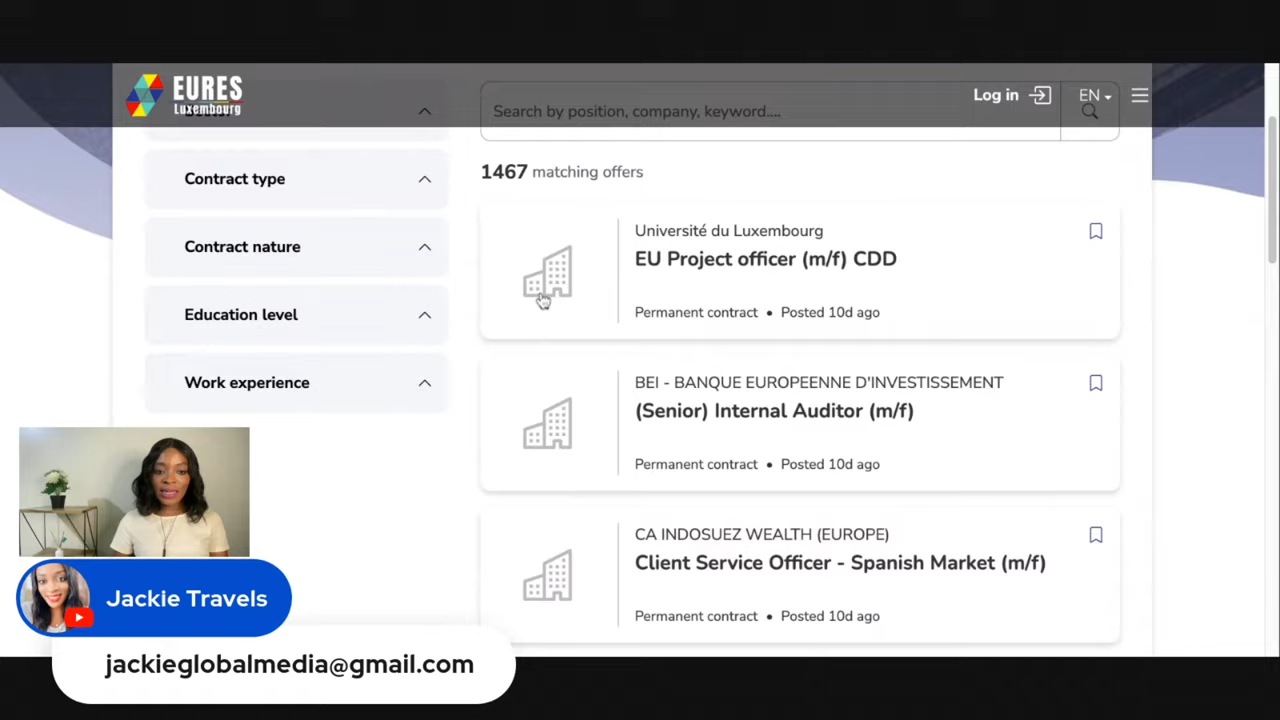 EURES
Luxembourg
Log in
EN
Search by position, company, keyword....
1467 matching offers
Contract type
Contract nature
Education level
Work experience
Université du Luxembourg
EU Project officer (m/f) CDD
Permanent contract • Posted 10d ago
BEI - BANQUE EUROPEENNE D'INVESTISSEMENT
(Senior) Internal Auditor (m/f)
Permanent contract • Posted 10d ago
CA INDOSUEZ WEALTH (EUROPE)
Client Service Officer - Spanish Market (m/f)
Permanent contract • Posted 10d ago
Jackie Travels
jackieglobalmedia@gmail.com